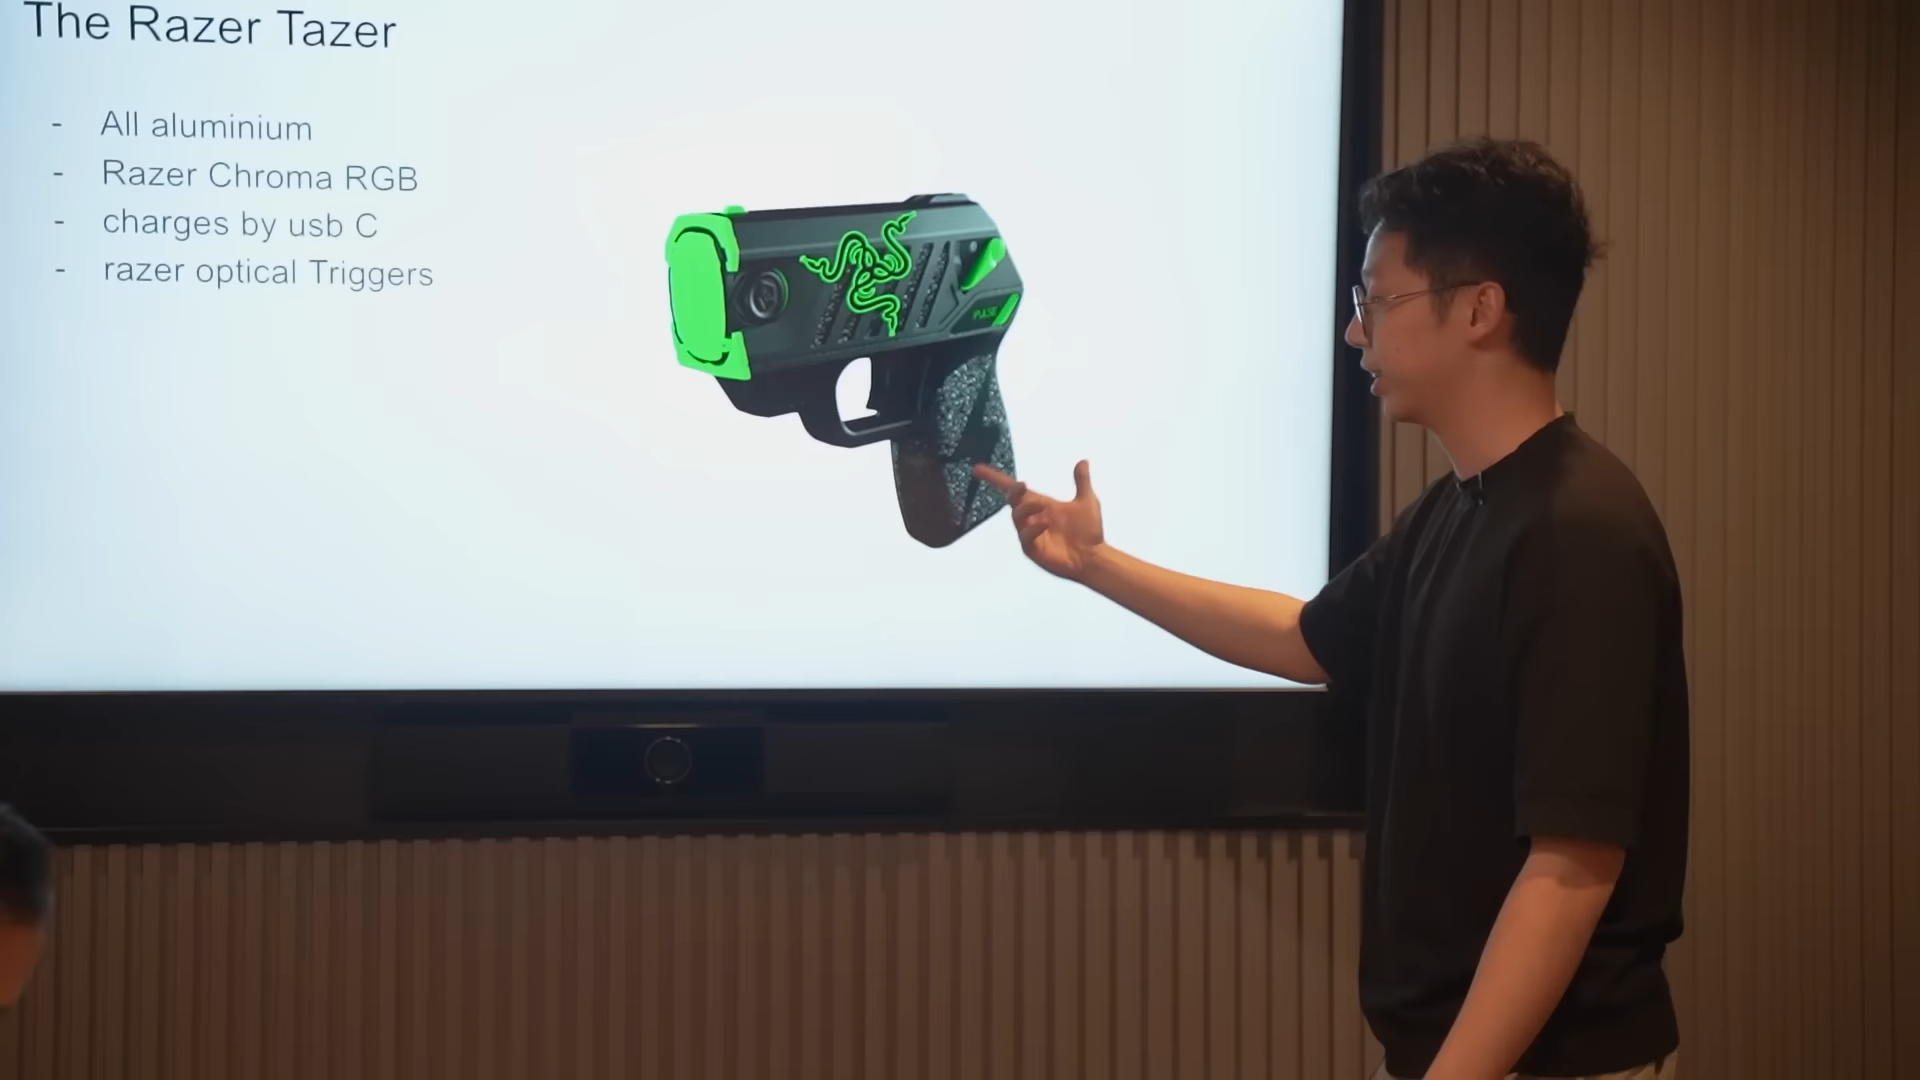 The Razer Tazer
- All aluminium
- Razer Chroma RGB
- charges by usb C
- razer optical Triggers
PULSE